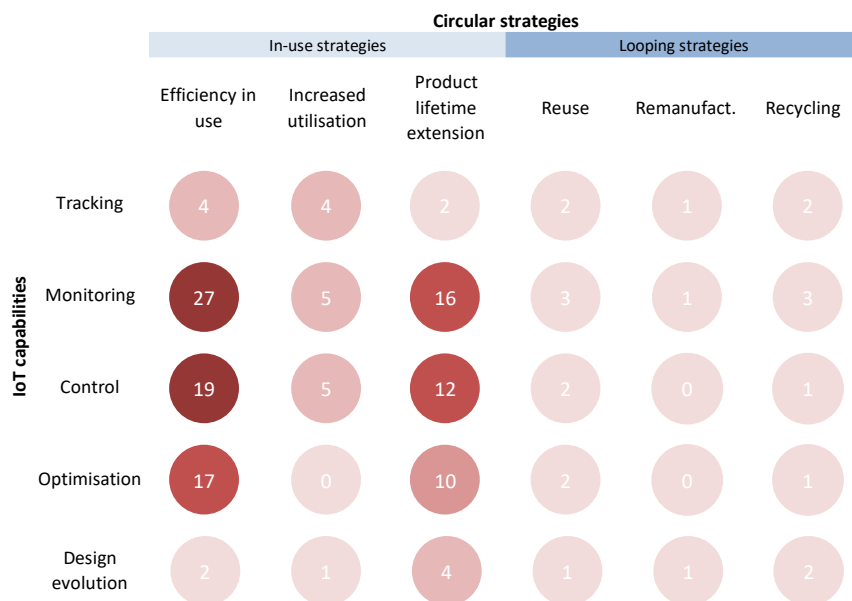 Circular strategies
In-use strategies Looping strategies
Efficiency in use Increased utilisation Product lifetime extension Reuse Remanufact. Recycling
IoT capabilities
Tracking 4 4 2 2 1 2
Monitoring 27 5 16 3 1 3
Control 19 5 12 2 0 1
Optimisation 17 0 10 2 0 1
Design evolution 2 1 4 1 1 2